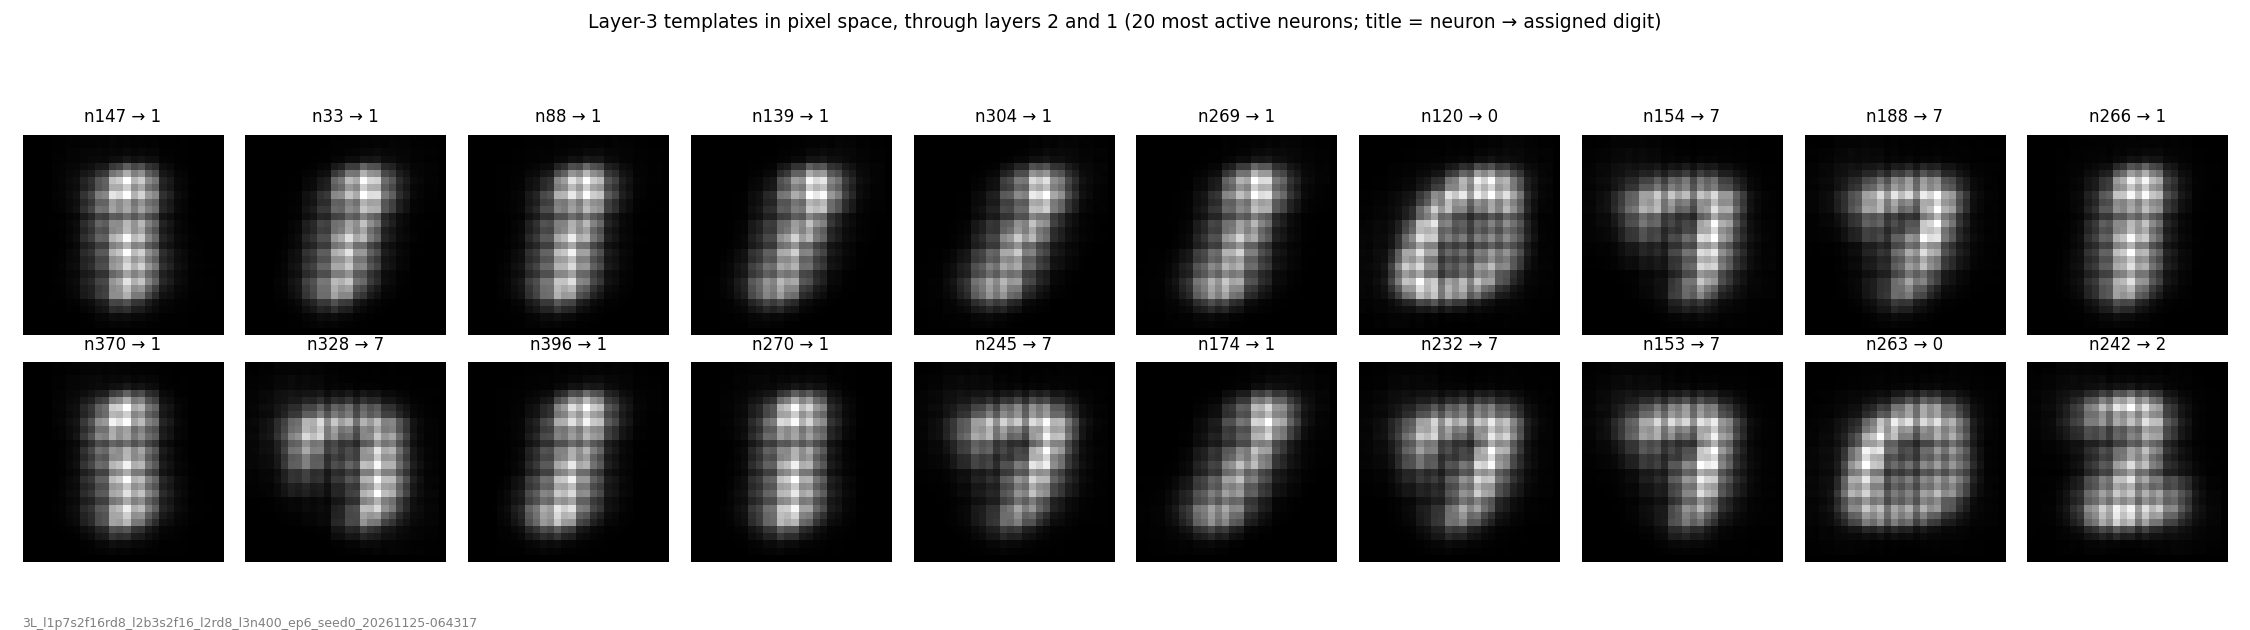 Layer-3 templates in pixel space, through layers 2 and 1 (20 most active neurons; title = neuron → assigned digit)
n147 → 1 n33 → 1 n88 → 1 n139 → 1 n304 → 1 n269 → 1 n120 → 0 n154 → 7 n188 → 7 n266 → 1
n370 → 1 n328 → 7 n396 → 1 n270 → 1 n245 → 7 n174 → 1 n232 → 7 n153 → 7 n263 → 0 n242 → 2
3L_l1p7s2f16rd8_l2b3s2f16_l2rd8_l3n400_ep6_seed0_20261125-064317